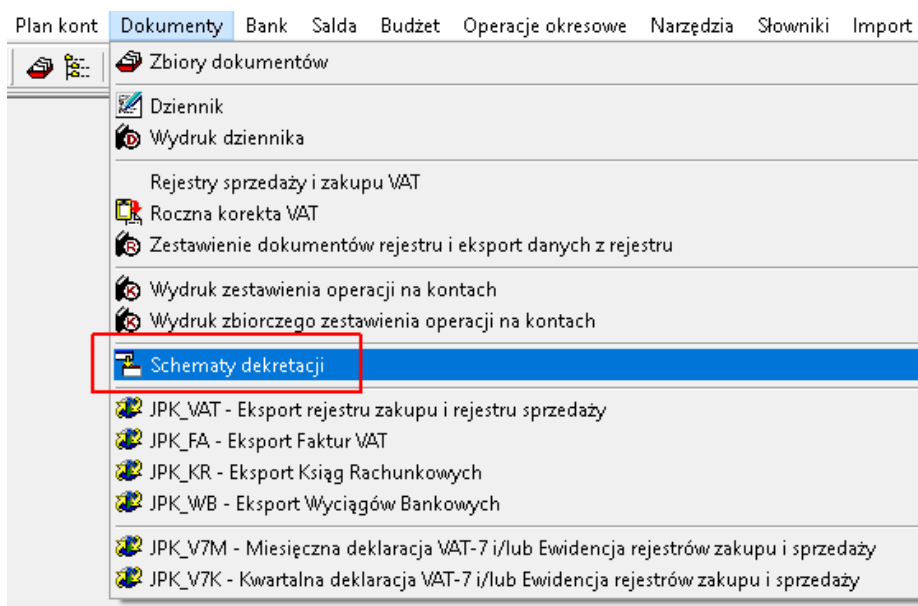 Plan kont Dokumenty Bank Salda Budżet Operacje okresowe Narzędzia Słowniki Import
Zbiory dokumentów
Dziennik
Wydruk dziennika
Rejestry sprzedaży i zakupu VAT
Roczna korekta VAT
Zestawienie dokumentów rejestru i eksport danych z rejestru
Wydruk zestawienia operacji na kontach
Wydruk zbiorczego zestawienia operacji na kontach
Schematy dekretacji
JPK_VAT - Eksport rejestru zakupu i rejestru sprzedaży
JPK_FA - Eksport Faktur VAT
JPK_KR - Eksport Ksiąg Rachunkowych
JPK_WB - Eksport Wyciągów Bankowych
JPK_V7M - Miesięczna deklaracja VAT-7 i/lub Ewidencja rejestrów zakupu i sprzedaży
JPK_V7K - Kwartalna deklaracja VAT-7 i/lub Ewidencja rejestrów zakupu i sprzedaży